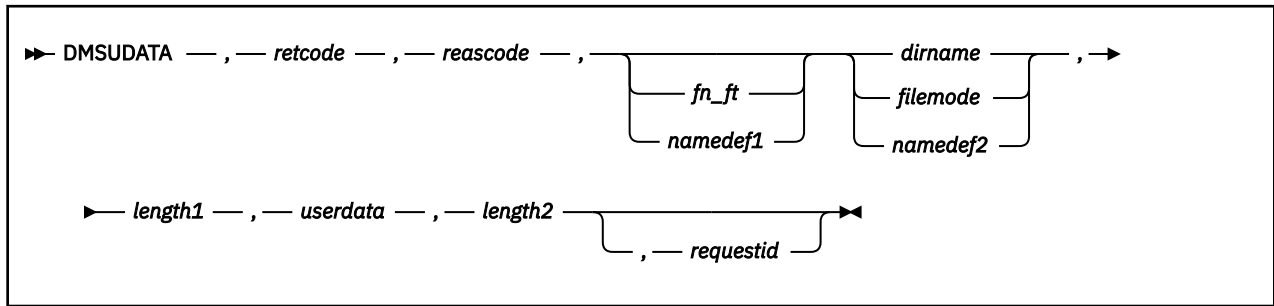 DMSUDATA , retcode , reascode , dirname ,
fn_ft filemode
namedef1 namedef2
length1 , userdata , length2
, requestid